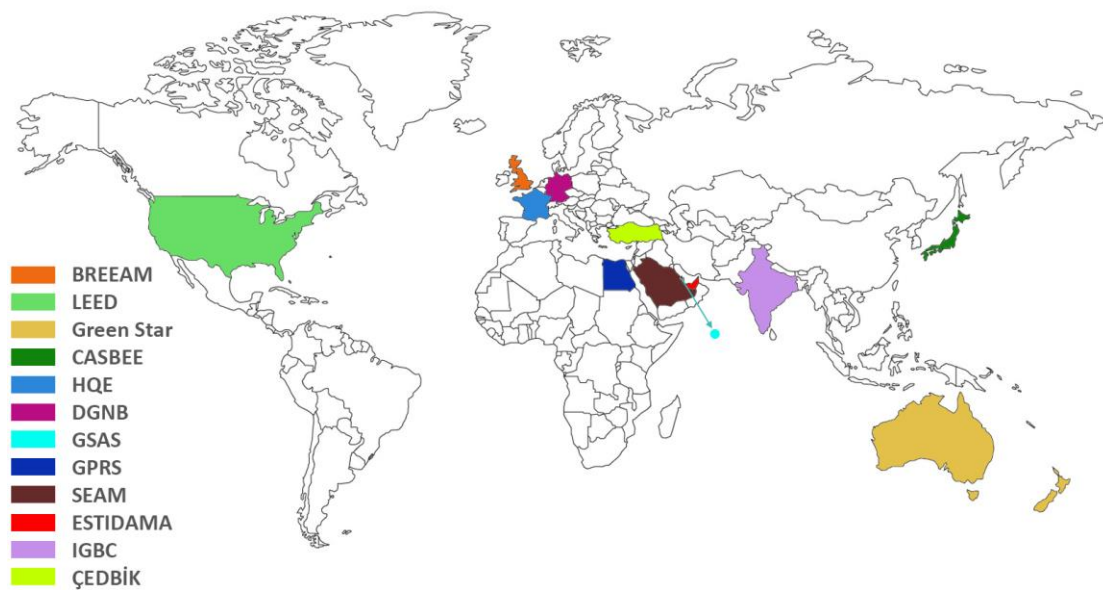 BREEAM
LEED
Green Star
CASBEE
HQE
DGNB
GSAS
GPRS
SEAM
ESTIDAMA
IGBC
ÇEDBİK